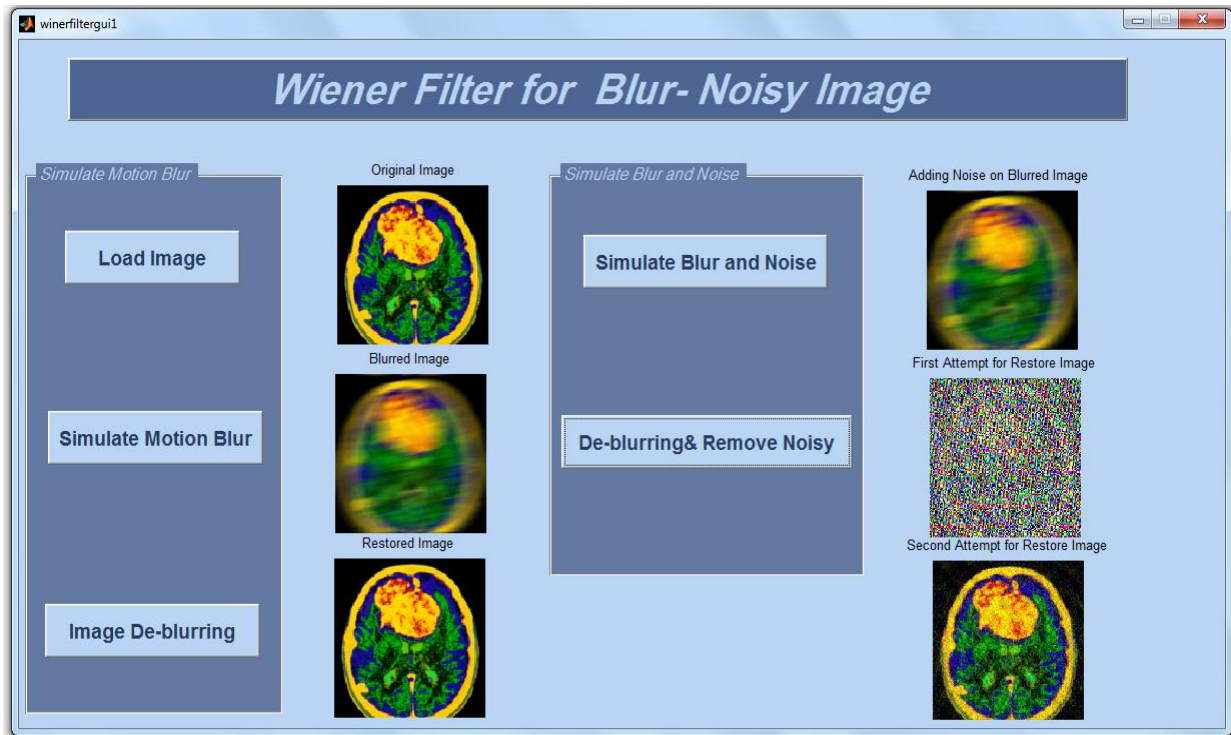 winerfiltergui1
Wiener Filter for Blur- Noisy Image
Simulate Motion Blur
Load Image
Simulate Motion Blur
Image De-blurring
Original Image
Blurred Image
Restored Image
Simulate Blur and Noise
Simulate Blur and Noise
De-blurring& Remove Noisy
Adding Noise on Blurred Image
First Attempt for Restore Image
Second Attempt for Restore Image